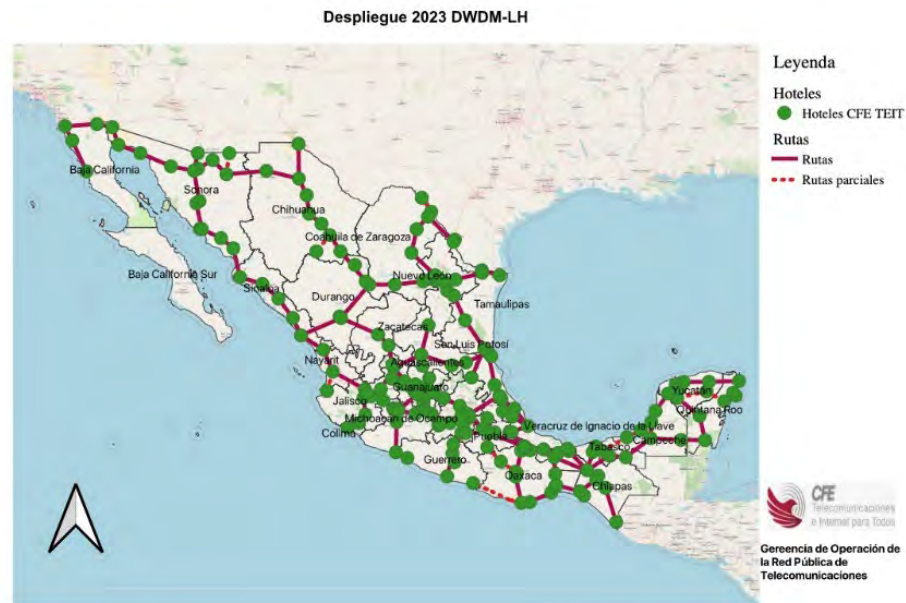 Despliegue 2023 DWDM-LH
Leyenda
Hoteles
Hoteles CFE TEIT
Rutas
Rutas
Rutas parciales
Baja California
Sonora
Chihuahua
Coahuila de Zaragoza
Baja California Sur
Sinaloa
Durango
Nuevo León
Tamaulipas
Zacatecas
San Luis Potosí
Nayarit
Aguascalientes
Guanajuato
Jalisco
Michoacán de Ocampo
Colima
Puebla
Veracruz de Ignacio de la Llave
Yucatán
Quintana Roo
Campeche
Tabasco
Guerrero
Oaxaca
Chiapas
CFE
Telecomunicaciones
e Internet para Todos
Gereencia de Operación de
la Red Pública de
Telecomunicaciones